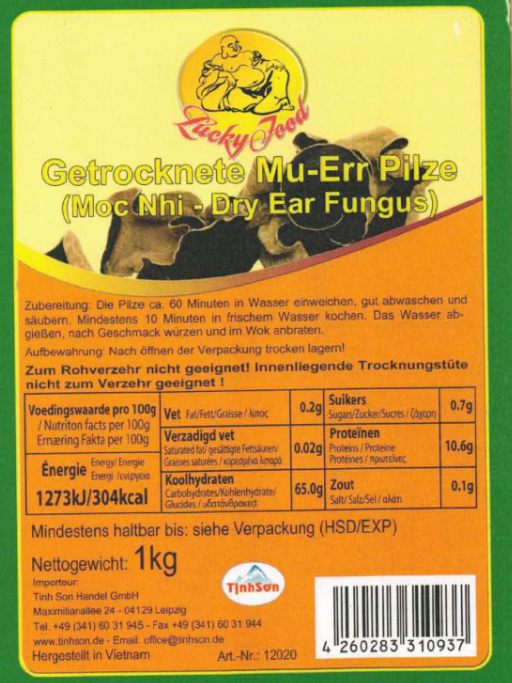 Lucky Food
Getrocknete Mu-Err Pilze
(Moc Nhi - Dry Ear Fungus)
Zubereitung: Die Pilze ca. 60 Minuten in Wasser einweichen, gut abwaschen und
säubern. Mindestens 10 Minuten in frischem Wasser kochen. Das Wasser ab-
gießen, nach Geschmack würzen und im Wok anbraten.
Aufbewahrung: Nach öffnen der Verpackung trocken lagern!
Zum Rohverzehr nicht geeignet! Innenliegende Trocknungstüte
nicht zum Verzehr geeignet !
Voedingswaarde pro 100g
/ Nutriton facts per 100g
Ernæring Fakta per 100g
Énergie Energy/ Energie
Energi /ενέργεια
1273kJ/304kcal
Vet Fat/Fett/Graisse / λίπος 0.2g
Verzadigd vet
Saturated fat/ gesättigte Fettsäuren/
Graisses saturées / κορεσμένα λιπαρά 0.02g
Koolhydraten
Carbohydrates/Kohlenhydrate/
Glucides / υδατάνθρακες 65.0g
Suikers
Sugars/Zucker/Sucres / ζάχαρη 0.7g
Proteïnen
Proteins / Proteine
Protéines / πρωτεΐνες 10.6g
Zout
Salt/ Salz/Sel / αλάτι 0.1g
Mindestens haltbar bis: siehe Verpackung (HSD/EXP)
Nettogewicht: 1kg
Importeur:
Tinh Son Handel GmbH
Maximilianallee 24 - 04129 Leipzig
Tel. +49 (341) 60 31 945 - Fax +49 (341) 60 31 944
www.tinhson.de - Email: office@tinhson.de
Hergestellt in Vietnam Art.-Nr.: 12020
TinhSon
4 260283 310937